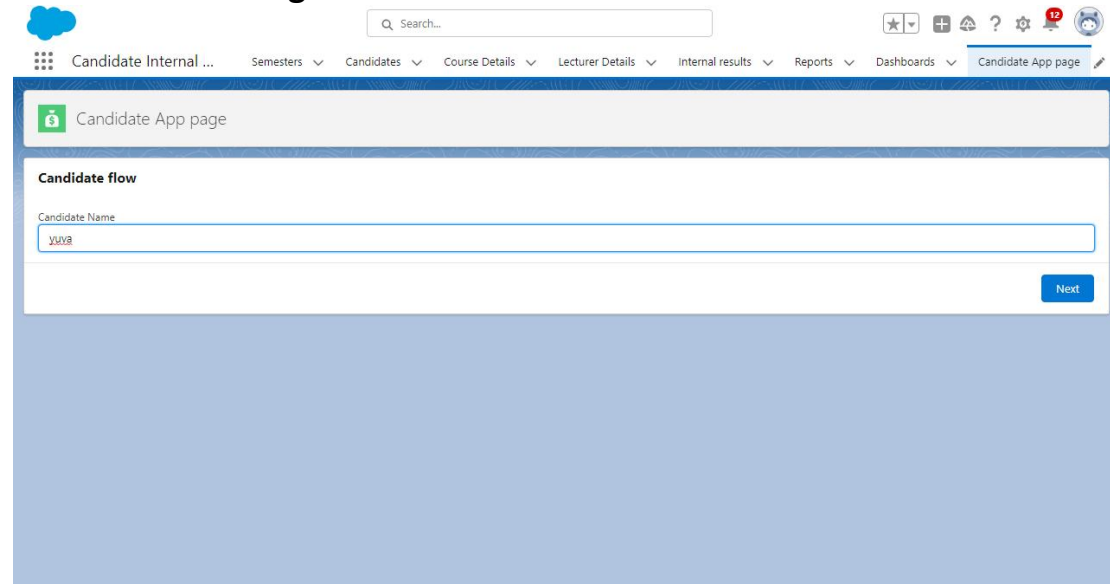 Search...
12
Candidate Internal ... Semesters Candidates Course Details Lecturer Details Internal results Reports Dashboards Candidate App page
Candidate App page
Candidate flow
Candidate Name
yuva
Next